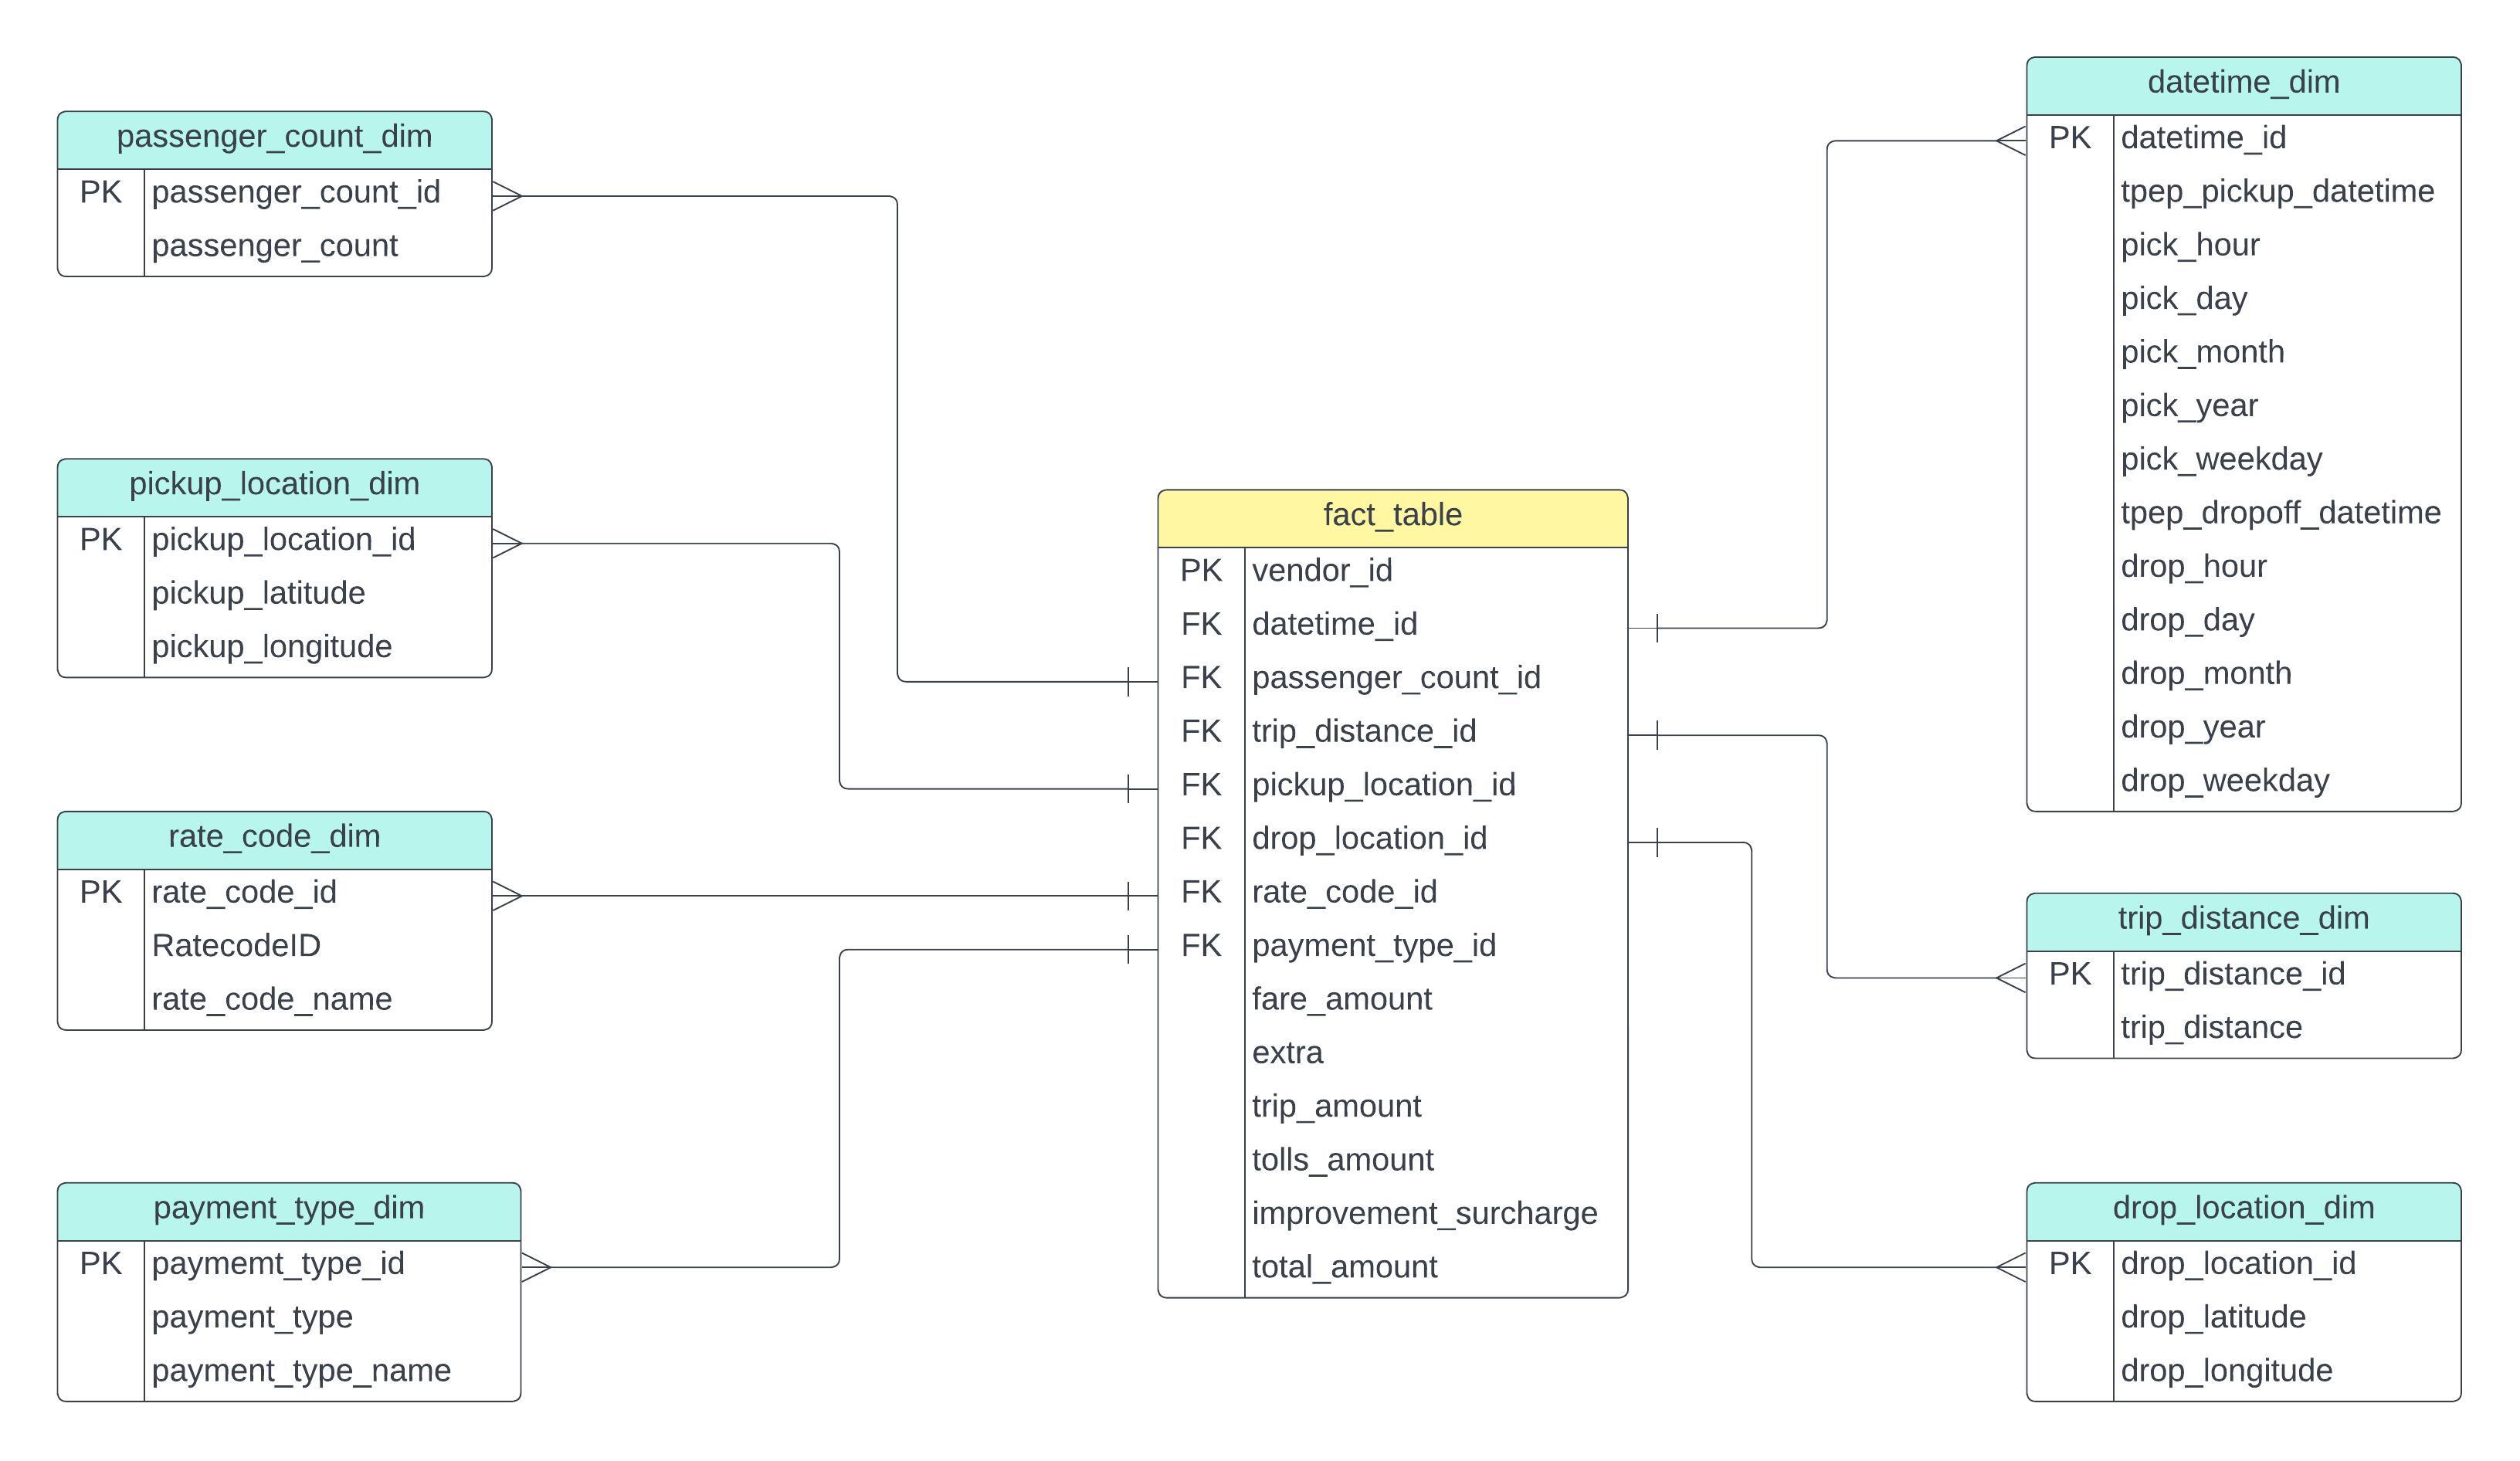 passenger_count_dim
PK passenger_count_id
passenger_count
pickup_location_dim
PK pickup_location_id
pickup_latitude
pickup_longitude
rate_code_dim
PK rate_code_id
RatecodeID
rate_code_name
payment_type_dim
PK paymemt_type_id
payment_type
payment_type_name
fact_table
PK vendor_id
FK datetime_id
FK passenger_count_id
FK trip_distance_id
FK pickup_location_id
FK drop_location_id
FK rate_code_id
FK payment_type_id
fare_amount
extra
trip_amount
tolls_amount
improvement_surcharge
total_amount
datetime_dim
PK datetime_id
tpep_pickup_datetime
pick_hour
pick_day
pick_month
pick_year
pick_weekday
tpep_dropoff_datetime
drop_hour
drop_day
drop_month
drop_year
drop_weekday
trip_distance_dim
PK trip_distance_id
trip_distance
drop_location_dim
PK drop_location_id
drop_latitude
drop_longitude